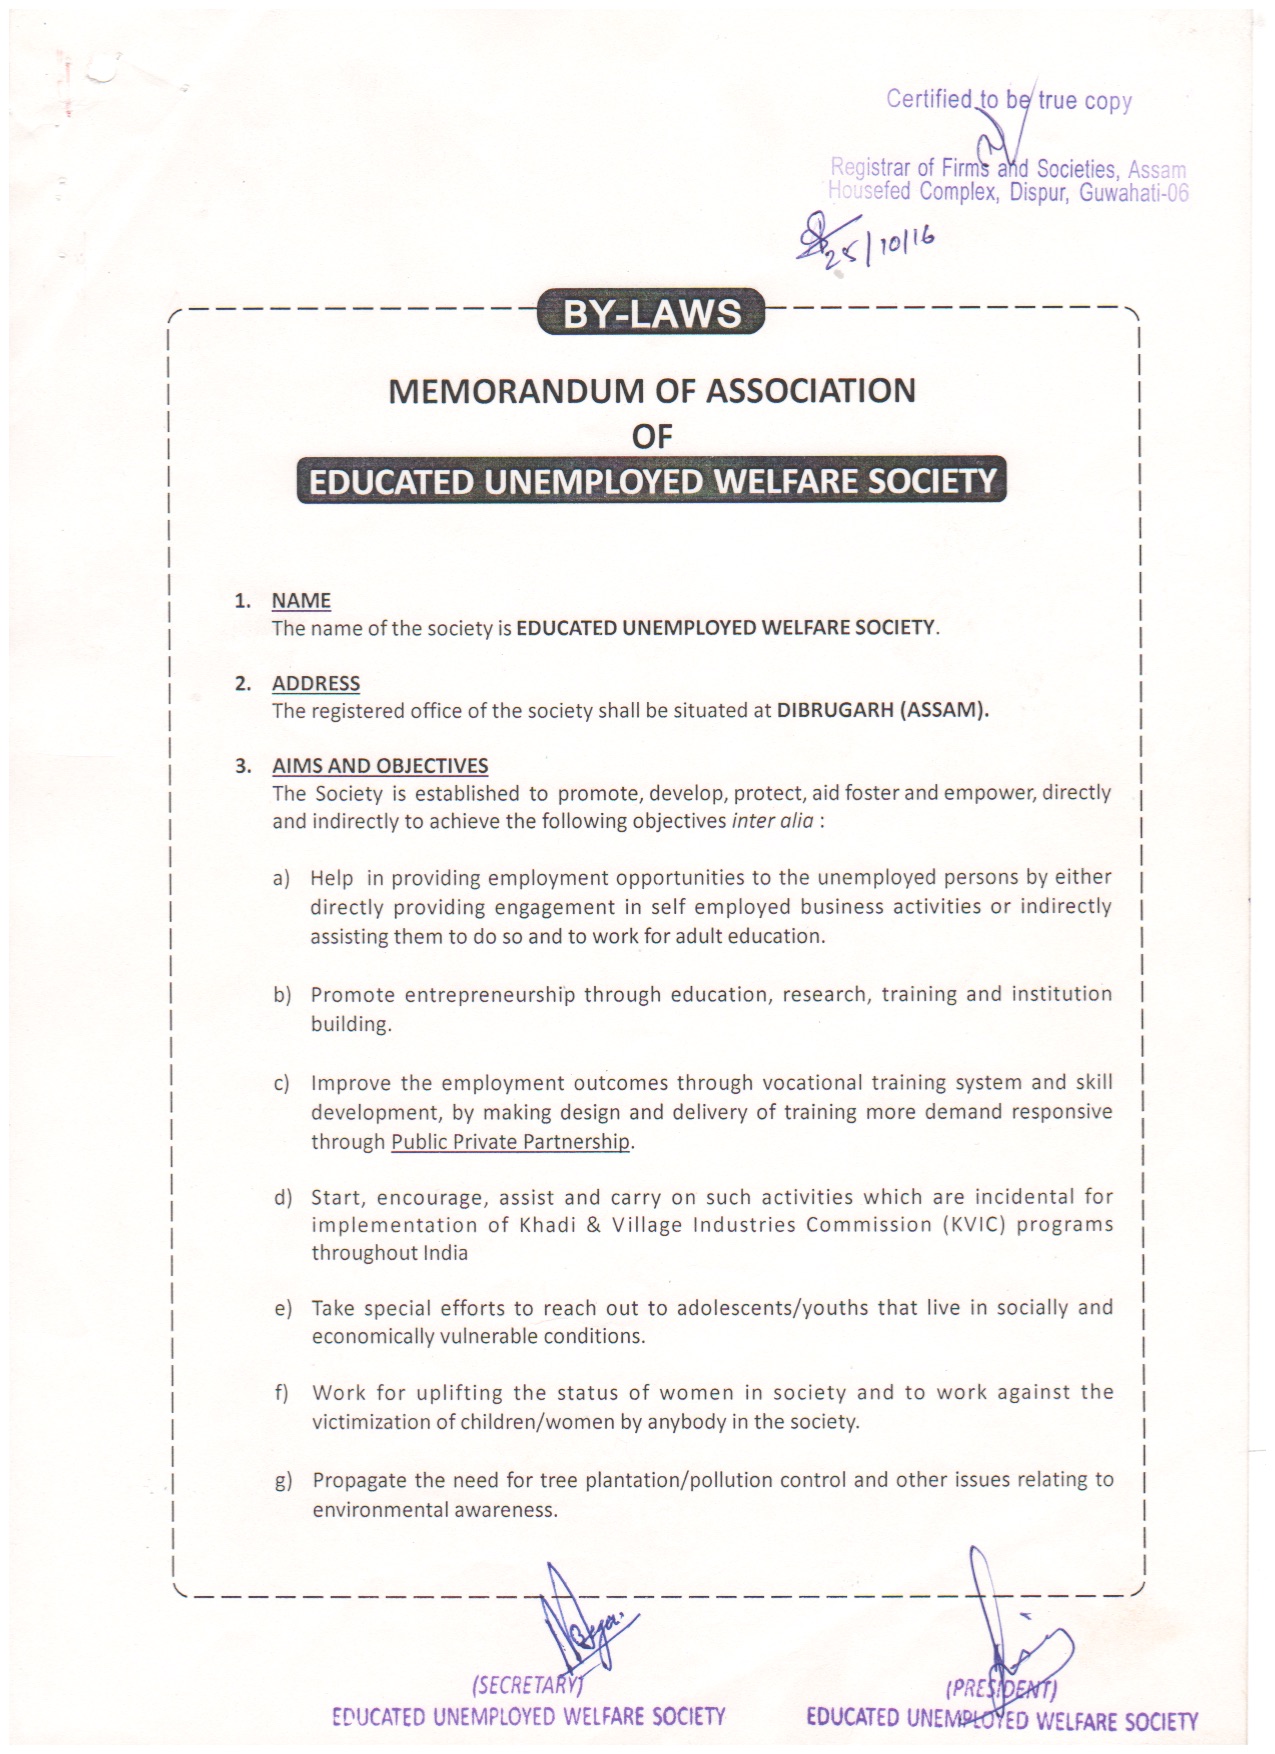 Certified to be true copy
Registrar of Firms and Societies, Assam
Housefed Complex, Dispur, Guwahati-06
25/10/16
BY-LAWS
MEMORANDUM OF ASSOCIATION
OF
EDUCATED UNEMPLOYED WELFARE SOCIETY
1. NAME
The name of the society is EDUCATED UNEMPLOYED WELFARE SOCIETY.
2. ADDRESS
The registered office of the society shall be situated at DIBRUGARH (ASSAM).
3. AIMS AND OBJECTIVES
The Society is established to promote, develop, protect, aid foster and empower, directly
and indirectly to achieve the following objectives inter alia :
a) Help in providing employment opportunities to the unemployed persons by either
directly providing engagement in self employed business activities or indirectly
assisting them to do so and to work for adult education.
b) Promote entrepreneurship through education, research, training and institution
building.
c) Improve the employment outcomes through vocational training system and skill
development, by making design and delivery of training more demand responsive
through Public Private Partnership.
d) Start, encourage, assist and carry on such activities which are incidental for
implementation of Khadi & Village Industries Commission (KVIC) programs
throughout India
e) Take special efforts to reach out to adolescents/youths that live in socially and
economically vulnerable conditions.
f) Work for uplifting the status of women in society and to work against the
victimization of children/women by anybody in the society.
g) Propagate the need for tree plantation/pollution control and other issues relating to
environmental awareness.
(SECRETARY)
EDUCATED UNEMPLOYED WELFARE SOCIETY
(PRESIDENT)
EDUCATED UNEMPLOYED WELFARE SOCIETY